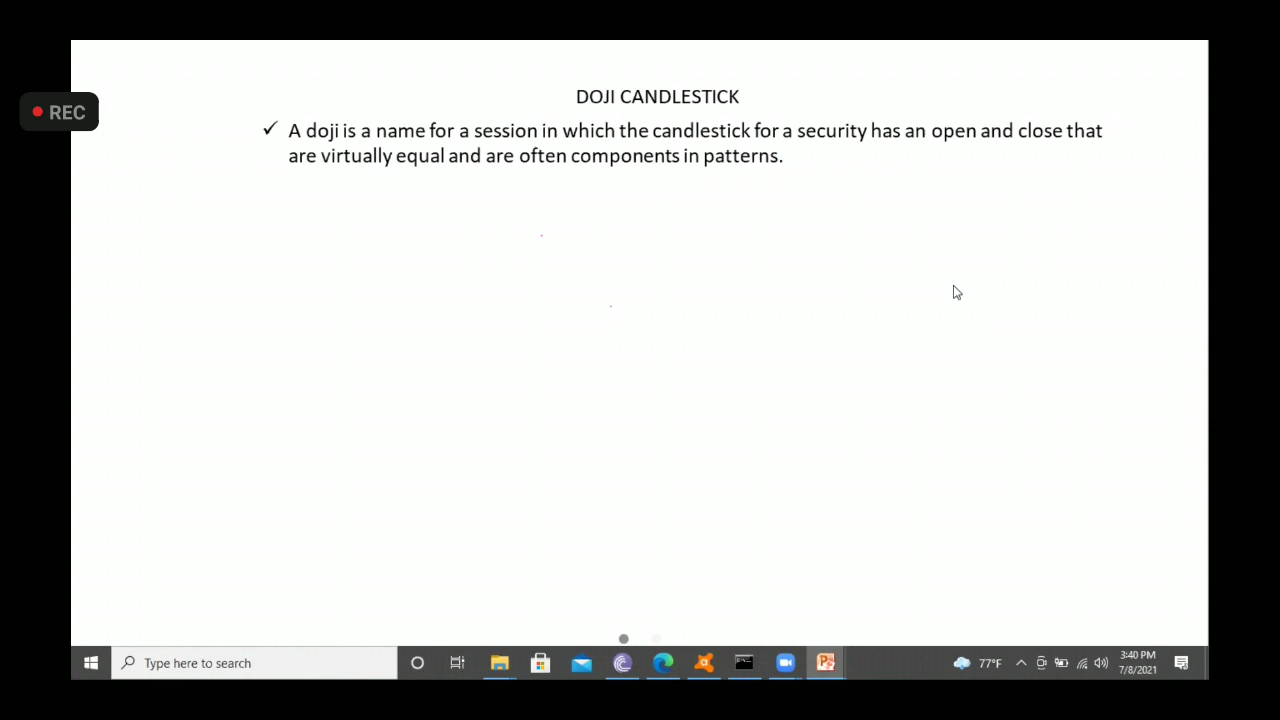 DOJI CANDLESTICK
REC
✓ A doji is a name for a session in which the candlestick for a security has an open and close that
are virtually equal and are often components in patterns.
Type here to search
77°F
3:40 PM
7/8/2021